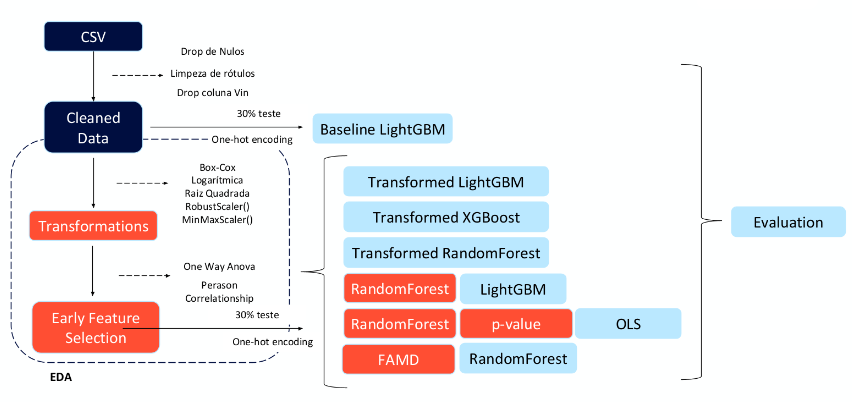 CSV
Drop de Nulos
Limpeza de rótulos
Drop coluna Vin
Cleaned
Data
30% teste
One-hot encoding
Baseline LightGBM
Box-Cox
Logarítmica
Raiz Quadrada
RobustScaler()
MinMaxScaler()
Transformations
One Way Anova
Perason
Correlationship
Early Feature
Selection
30% teste
One-hot encoding
EDA
Transformed LightGBM
Transformed XGBoost
Transformed RandomForest
RandomForest LightGBM
RandomForest p-value OLS
FAMD RandomForest
Evaluation